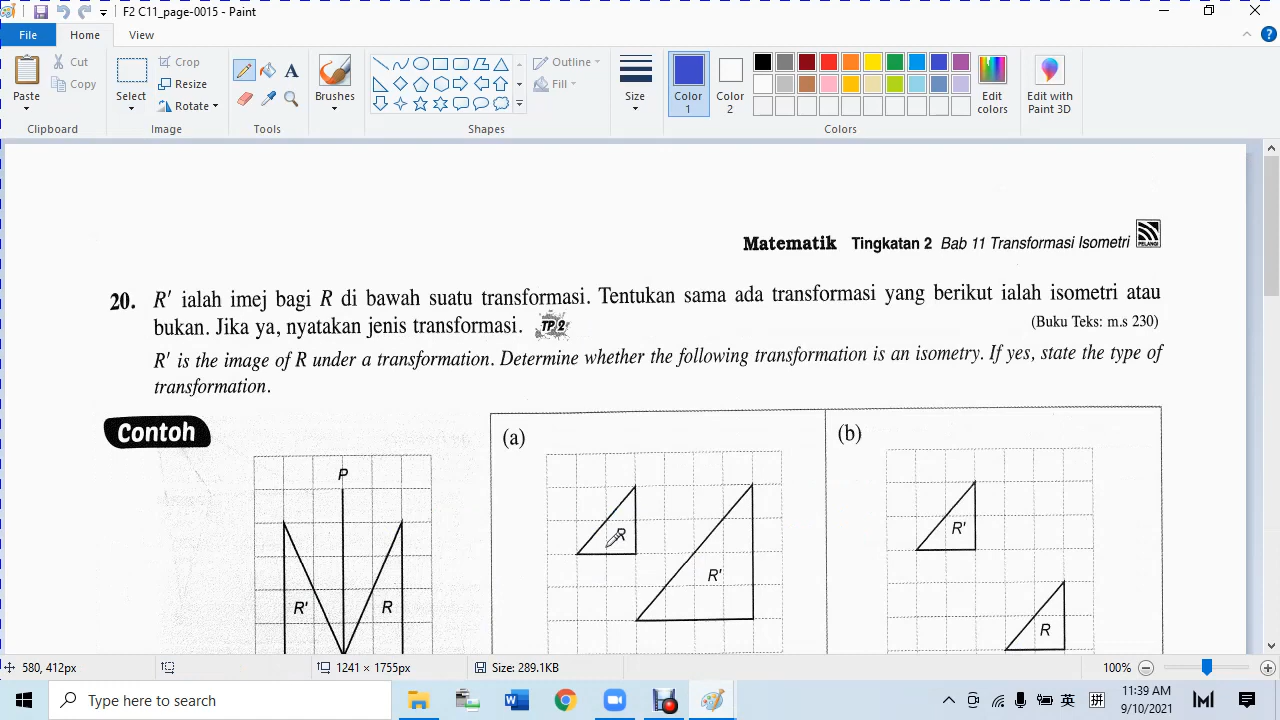 F2 C11_page-0015 - Paint
File
Home
View
Paste
Cut
Copy
Clipboard
Select
Crop
Resize
Rotate
Image
A
Tools
Brushes
Shapes
Outline
Fill
Size
Color
1
Color
2
Colors
Edit
colors
Edit with
Paint 3D
Matematik Tingkatan 2 Bab 11 Transformasi Isometri
PELANGI
20. R' ialah imej bagi R di bawah suatu transformasi. Tentukan sama ada transformasi yang berikut ialah isometri atau
bukan. Jika ya, nyatakan jenis transformasi. TP 2
(Buku Teks: m.s 230)
R' is the image of R under a transformation. Determine whether the following transformation is an isometry. If yes, state the type of
transformation.
Contoh
P
R'
R
(a)
R
R'
(b)
R'
R
580, 412px
1241 × 1755px
Size: 289.1KB
100%
Type here to search
英
拼
11:39 AM
9/10/2021